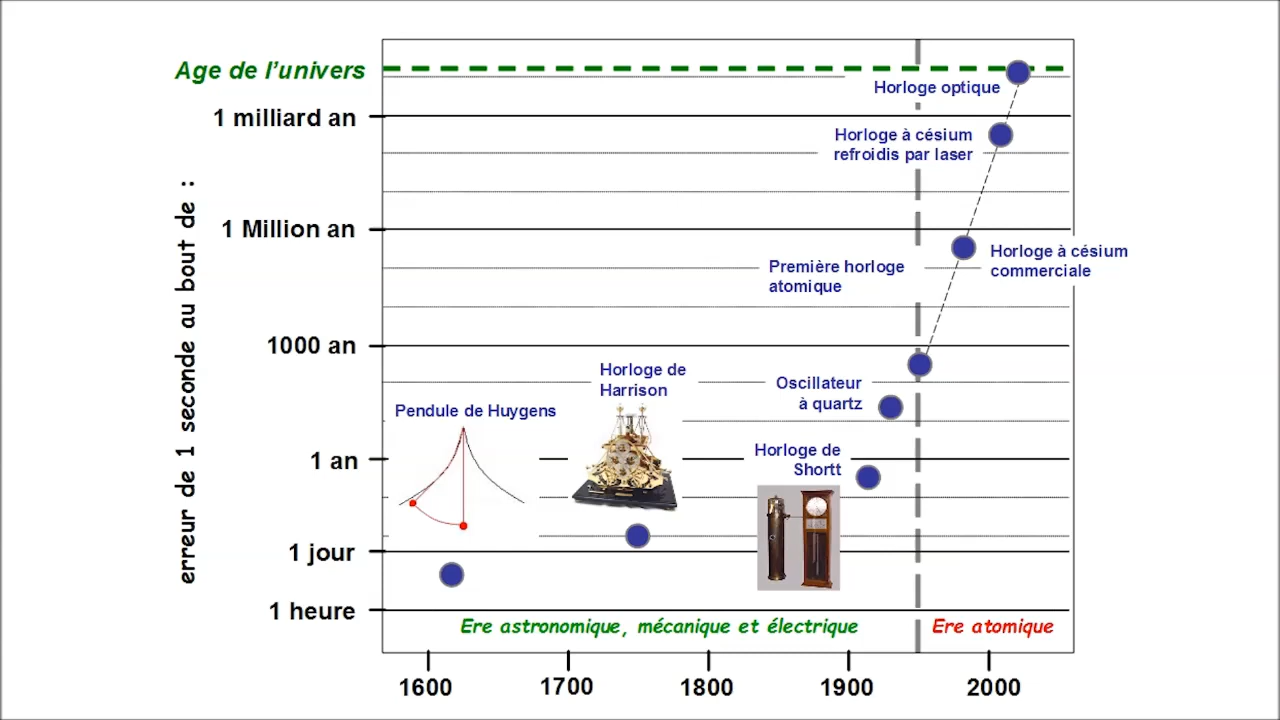 Age de l'univers
Horloge optique
1 milliard an
Horloge à césium
refroidis par laser
1 Million an
Horloge à césium
commerciale
Première horloge
atomique
erreur de 1 seconde au bout de :
1000 an
Horloge de
Harrison
Oscillateur
à quartz
Pendule de Huygens
Horloge de
Shortt
1 an
1 jour
1 heure
Ere astronomique, mécanique et électrique
Ere atomique
1600
1700
1800
1900
2000